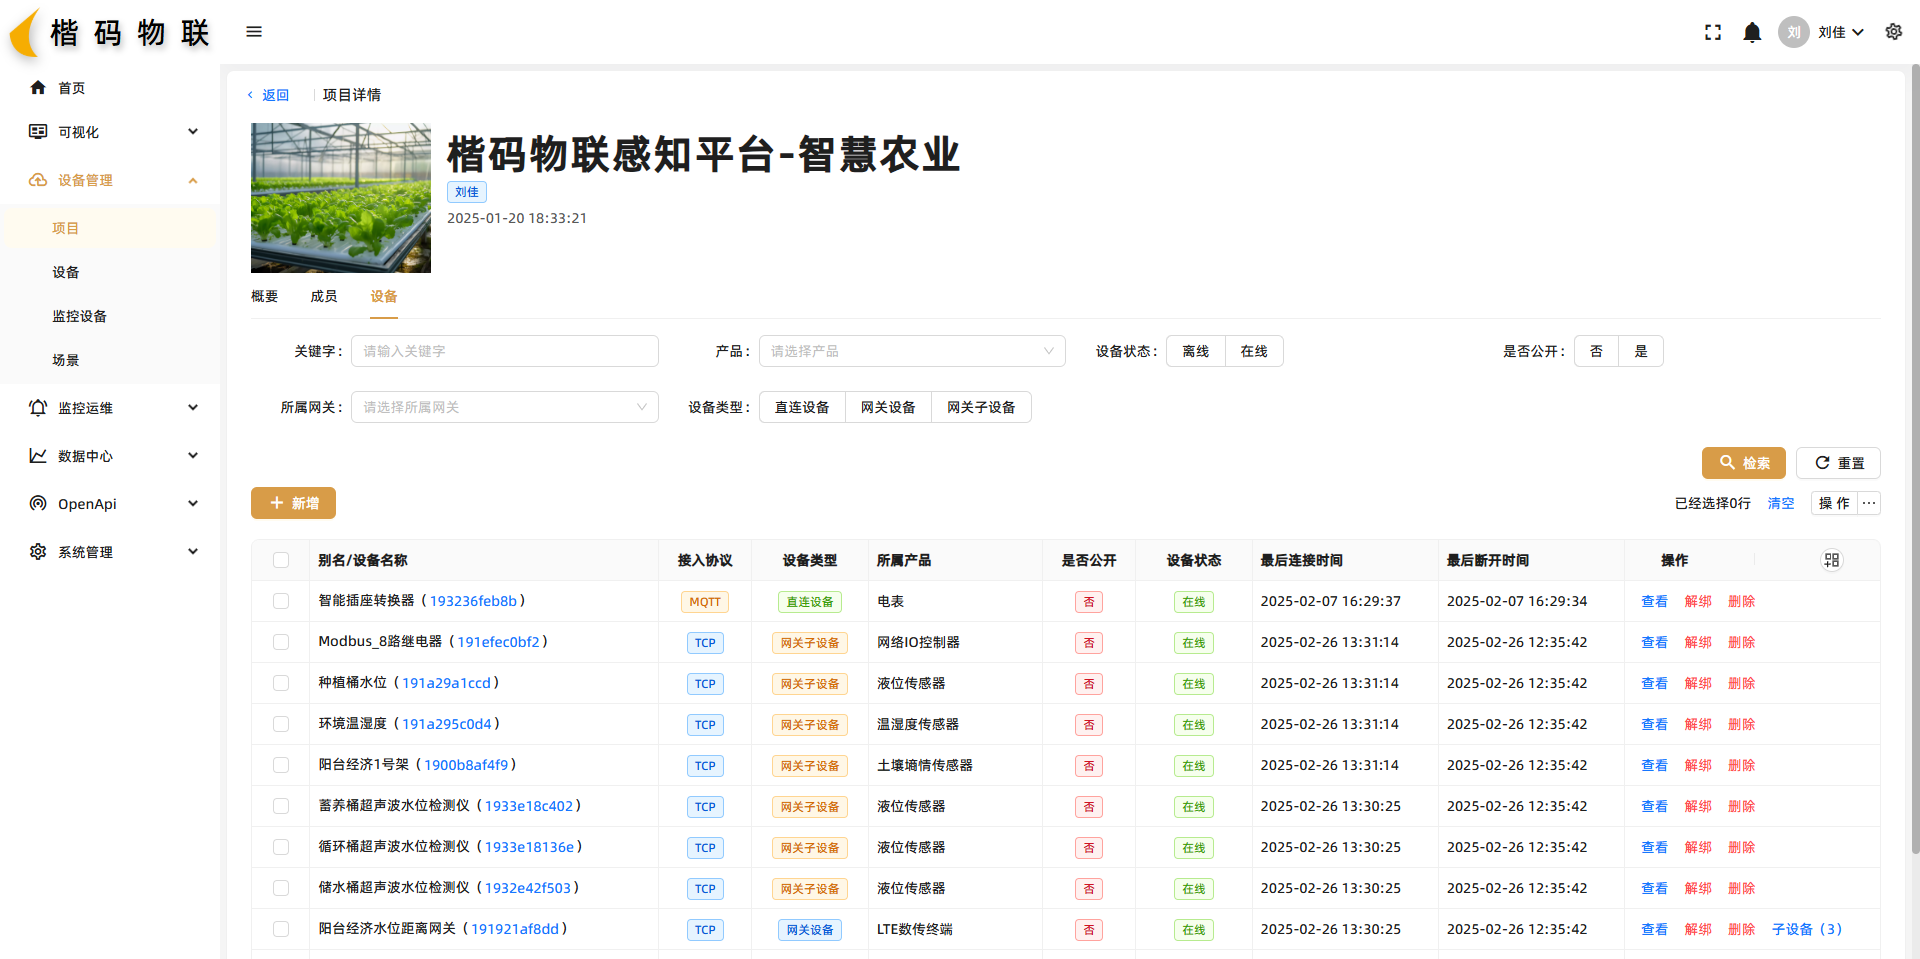 楷码物联
刘 刘佳
首页
可视化
设备管理
项目
设备
监控设备
场景
监控运维
数据中心
OpenApi
系统管理
返回 项目详情
楷码物联感知平台-智慧农业
刘佳
2025-01-20 18:33:21
概要 成员 设备
关键字： 请输入关键字 产品： 请选择产品 设备状态： 离线 在线 是否公开： 否 是
所属网关： 请选择所属网关 设备类型： 直连设备 网关设备 网关子设备
检索 重置
新增 已经选择0行 清空 操 作 ···
别名/设备名称 接入协议 设备类型 所属产品 是否公开 设备状态 最后连接时间 最后断开时间 操作
智能插座转换器（193236feb8b） MQTT 直连设备 电表 否 在线 2025-02-07 16:29:37 2025-02-07 16:29:34 查看 解绑 删除
Modbus_8路继电器（191efec0bf2） TCP 网关子设备 网络IO控制器 否 在线 2025-02-26 13:31:14 2025-02-26 12:35:42 查看 解绑 删除
种植桶水位（191a29a1ccd） TCP 网关子设备 液位传感器 否 在线 2025-02-26 13:31:14 2025-02-26 12:35:42 查看 解绑 删除
环境温湿度（191a295c0d4） TCP 网关子设备 温湿度传感器 否 在线 2025-02-26 13:31:14 2025-02-26 12:35:42 查看 解绑 删除
阳台经济1号架（1900b8af4f9） TCP 网关子设备 土壤墒情传感器 否 在线 2025-02-26 13:31:14 2025-02-26 12:35:42 查看 解绑 删除
蓄养桶超声波水位检测仪（1933e18c402） TCP 网关子设备 液位传感器 否 在线 2025-02-26 13:30:25 2025-02-26 12:35:42 查看 解绑 删除
循环桶超声波水位检测仪（1933e18136e） TCP 网关子设备 液位传感器 否 在线 2025-02-26 13:30:25 2025-02-26 12:35:42 查看 解绑 删除
储水桶超声波水位检测仪（1932e42f503） TCP 网关子设备 液位传感器 否 在线 2025-02-26 13:30:25 2025-02-26 12:35:42 查看 解绑 删除
阳台经济水位距离网关（191921af8dd） TCP 网关设备 LTE数传终端 否 在线 2025-02-26 13:30:25 2025-02-26 12:35:42 查看 解绑 删除 子设备（3）